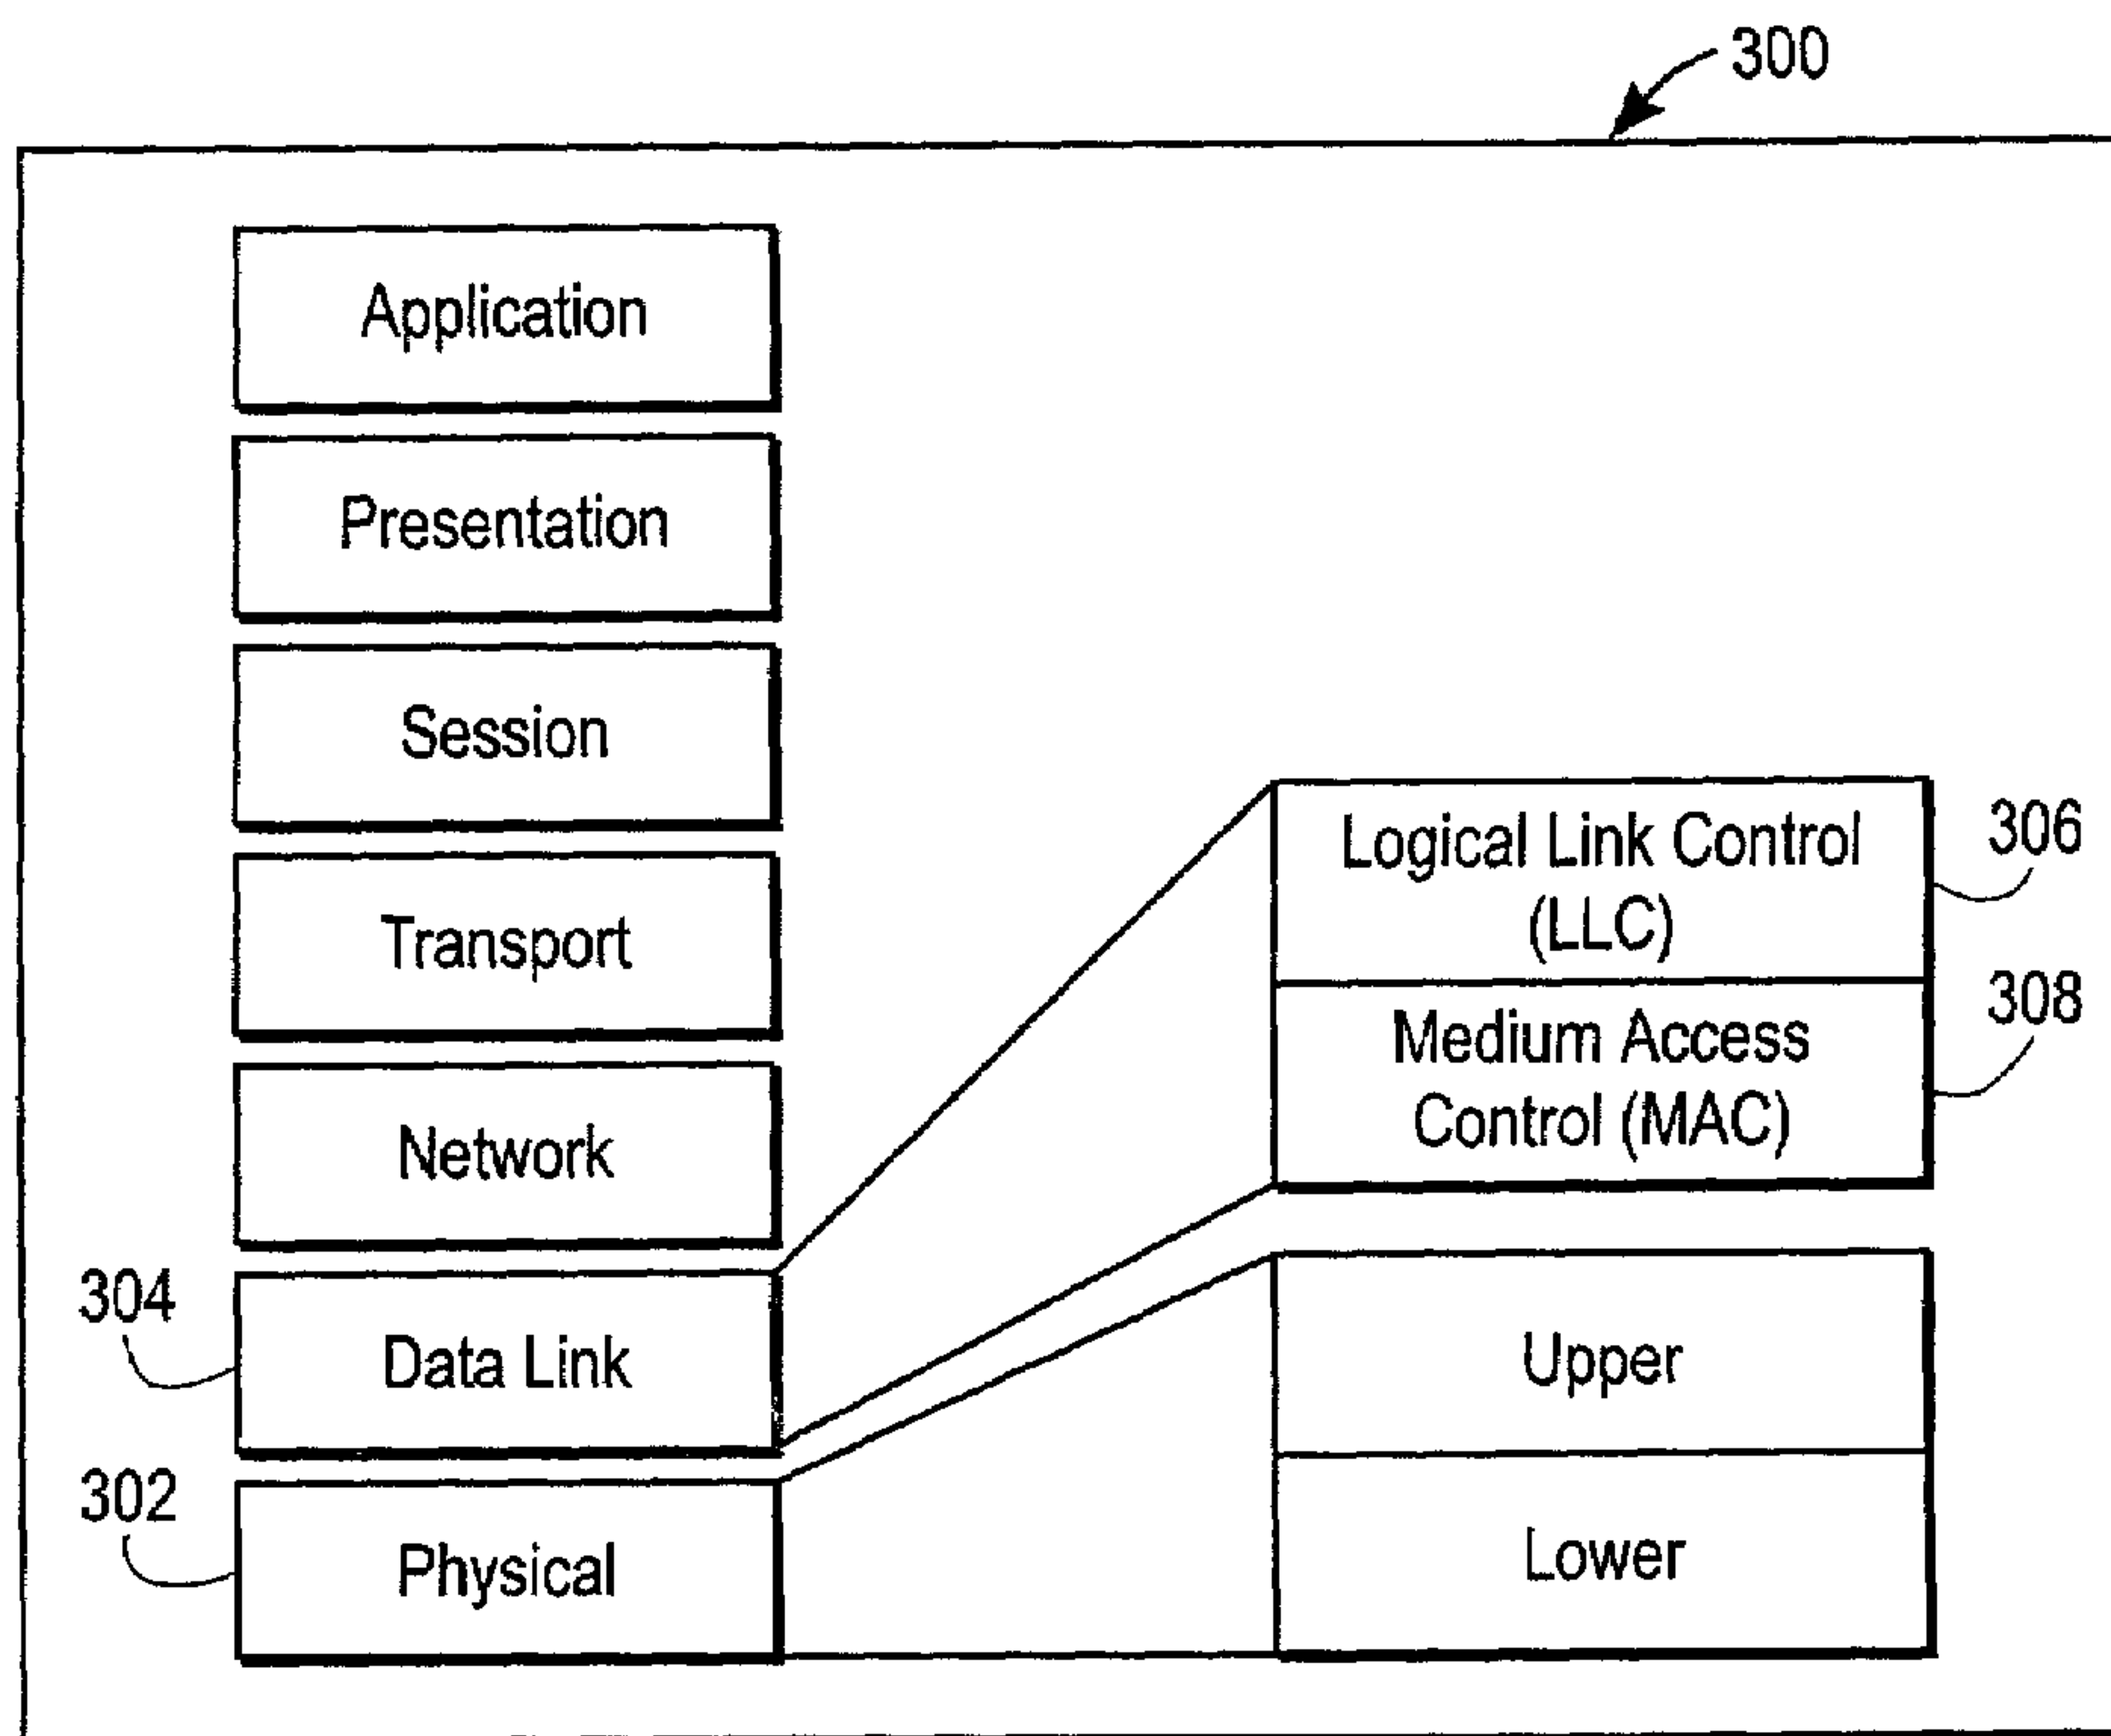 300
Application
Presentation
Session
Transport
Network
304
Data Link
302
Physical
Logical Link Control
(LLC)
306
Medium Access
Control (MAC)
308
Upper
Lower